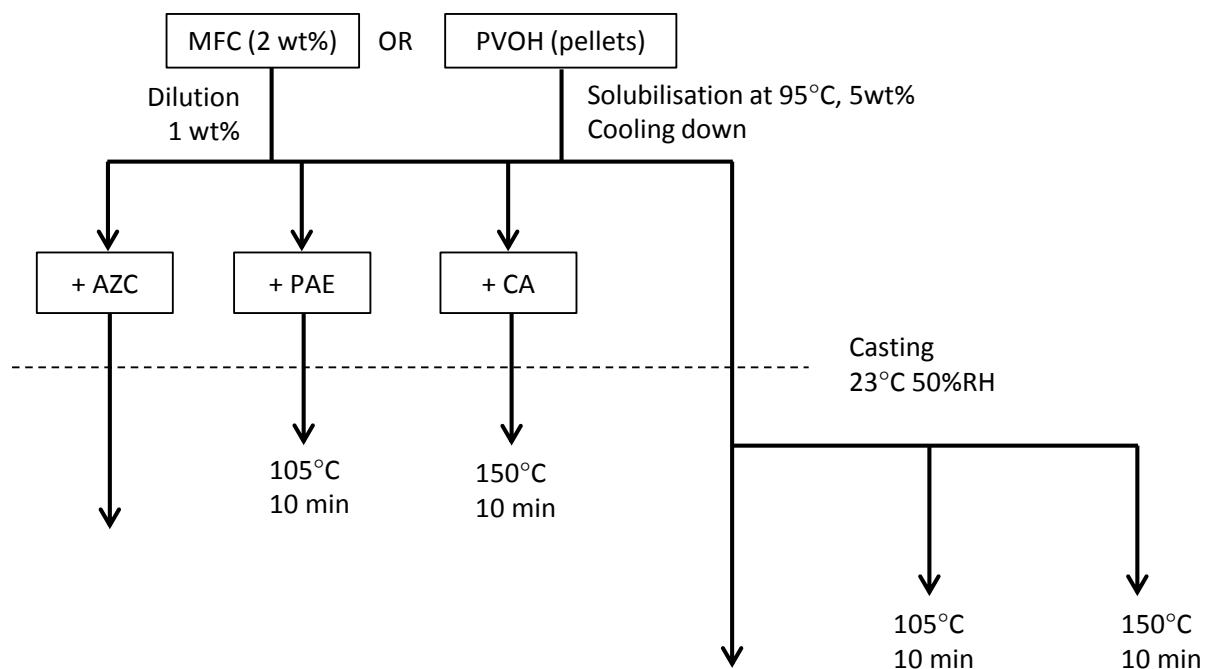 MFC (2 wt%)
OR
PVOH (pellets)
Dilution
1 wt%
Solubilisation at 95°C, 5wt%
Cooling down
+ AZC
+ PAE
+ CA
Casting
23°C 50%RH
105°C
10 min
150°C
10 min
105°C
10 min
150°C
10 min